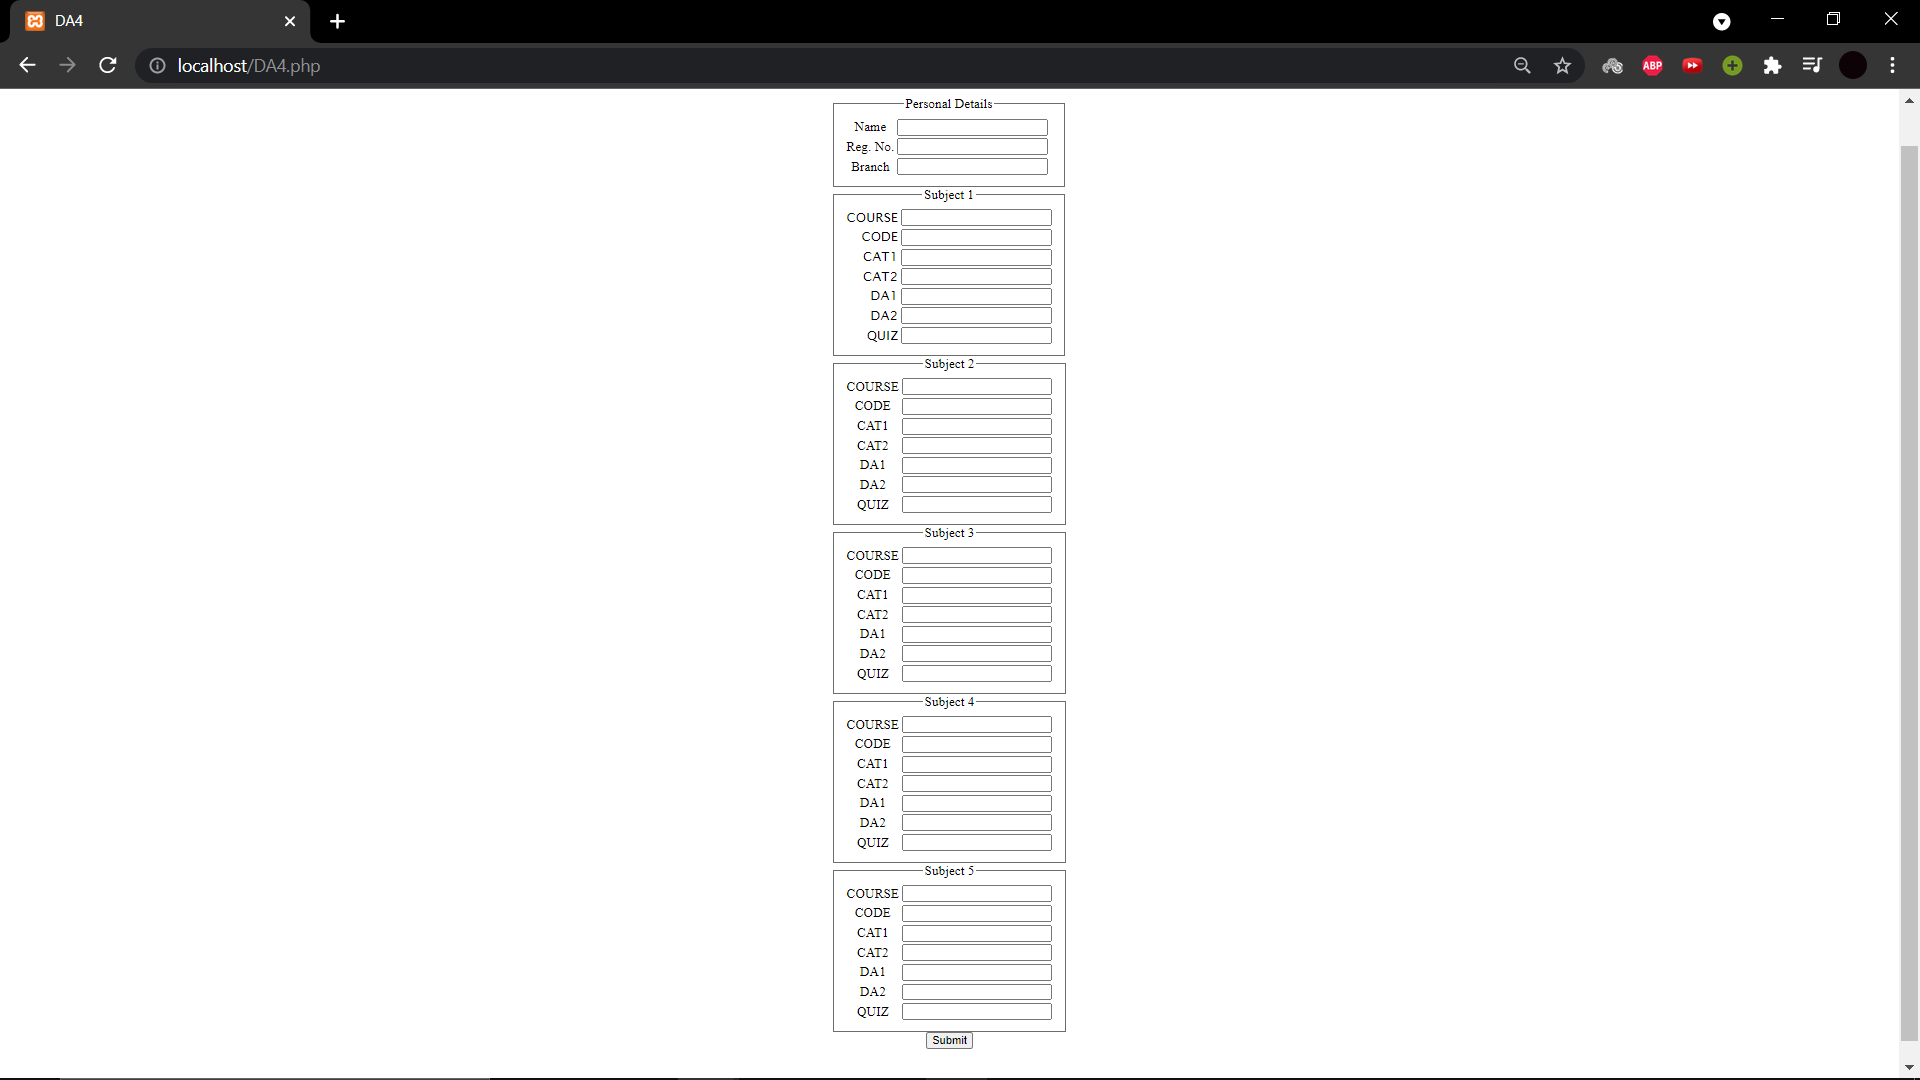 DA4
localhost/DA4.php
ABP
Personal Details
Name
Reg. No.
Branch
Subject 1
COURSE
CODE
CAT1
CAT2
DA1
DA2
QUIZ
Subject 2
COURSE
CODE
CAT1
CAT2
DA1
DA2
QUIZ
Subject 3
COURSE
CODE
CAT1
CAT2
DA1
DA2
QUIZ
Subject 4
COURSE
CODE
CAT1
CAT2
DA1
DA2
QUIZ
Subject 5
COURSE
CODE
CAT1
CAT2
DA1
DA2
QUIZ
Submit